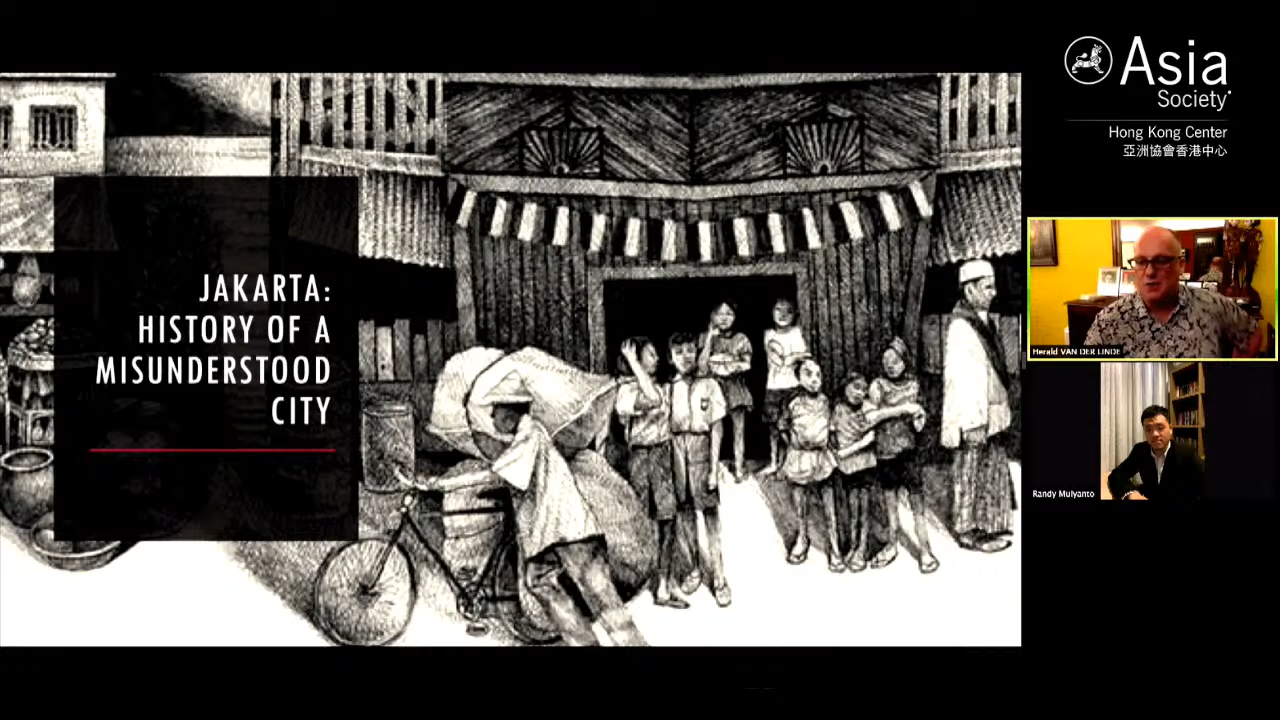 JAKARTA:
HISTORY OF A
MISUNDERSTOOD
CITY
Asia
Society
Hong Kong Center
亞洲協會香港中心
Herald VAN DER LINDE
Randy Mulyanto